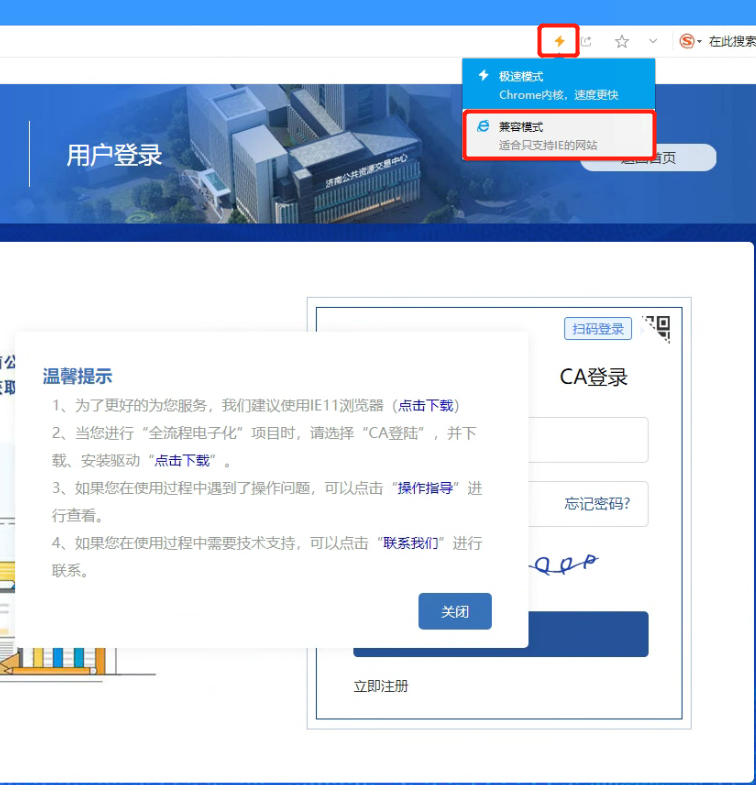 在此搜索
极速模式
Chrome内核，速度更快
兼容模式
适合只支持IE的网站
用户登录
济南公共资源交易中心
返回首页
扫码登录
CA登录
温馨提示
1、为了更好的为您服务，我们建议使用IE11浏览器（点击下载）
2、当您进行“全流程电子化”项目时，请选择“CA登陆”，并下
载、安装驱动“点击下载”。
3、如果您在使用过程中遇到了操作问题，可以点击“操作指导”进
行查看。
4、如果您在使用过程中需要技术支持，可以点击“联系我们”进行
联系。
关闭
忘记密码?
立即注册